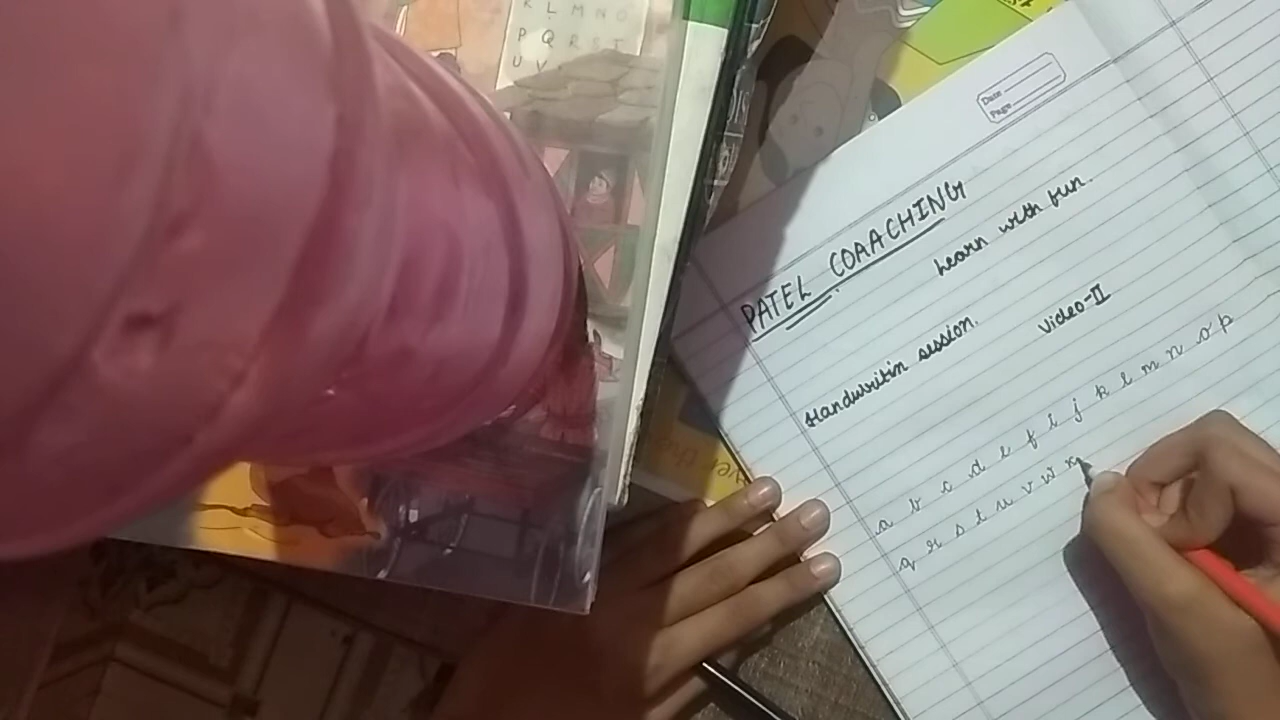 K L M N O
P Q R S T
U V
Date
Page
PATEL COAACHING
Learn with fun.
Handwritin session.
Video-II
a b c d e f i j k l m n o p
q r s t u v w x